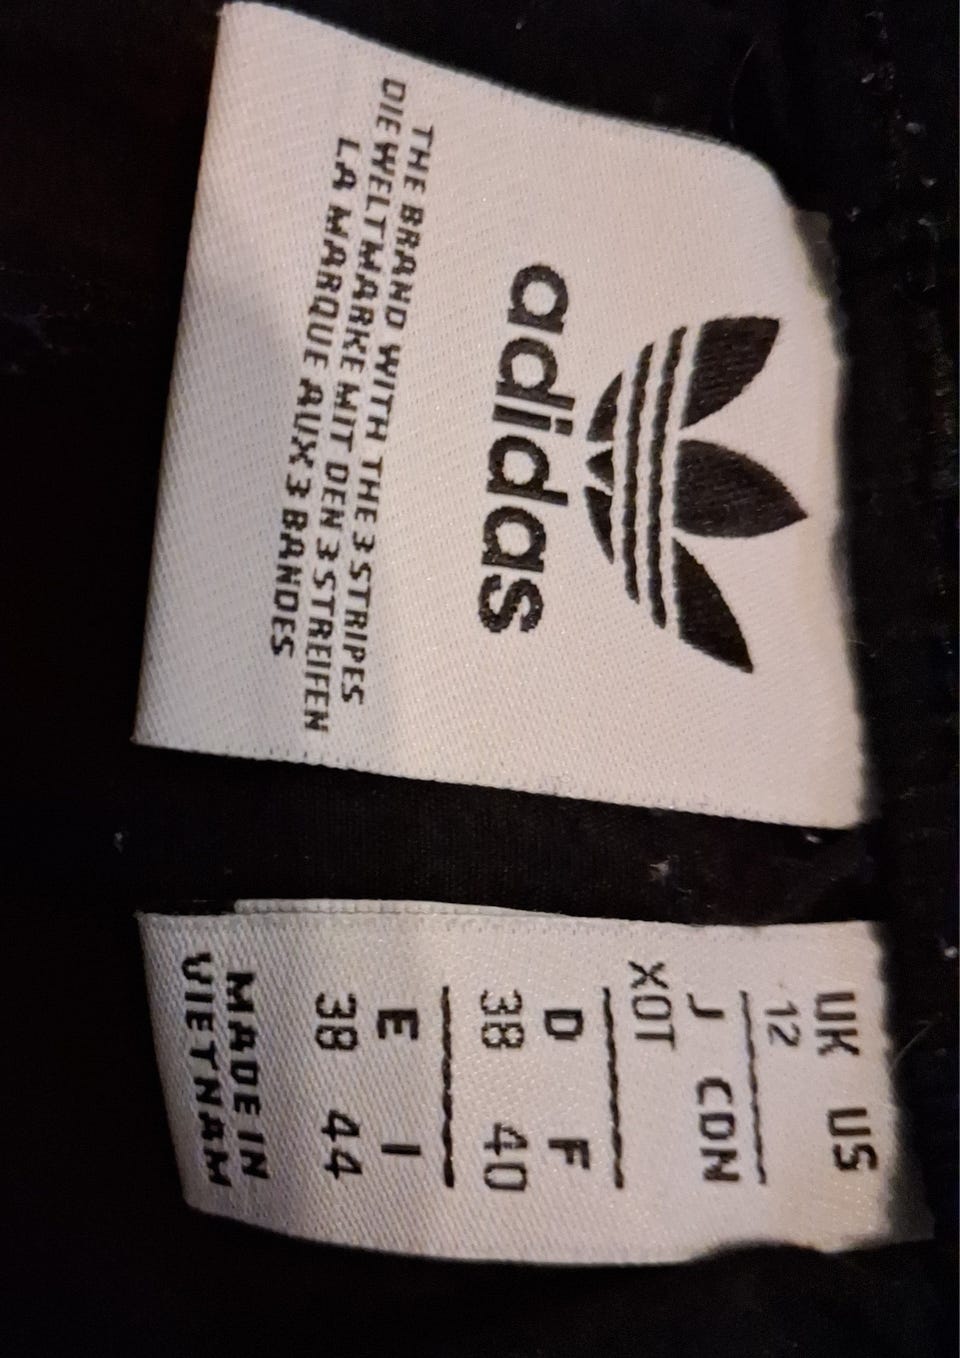 adidas
THE BRAND WITH THE 3 STRIPES
DIE WELTMARKE MIT DEN 3 STREIFEN
LA MARQUE AUX 3 BANDES
UK US
12
J CDN
XOT
D F
38 40
E I
38 44
MADE IN
VIETNAM